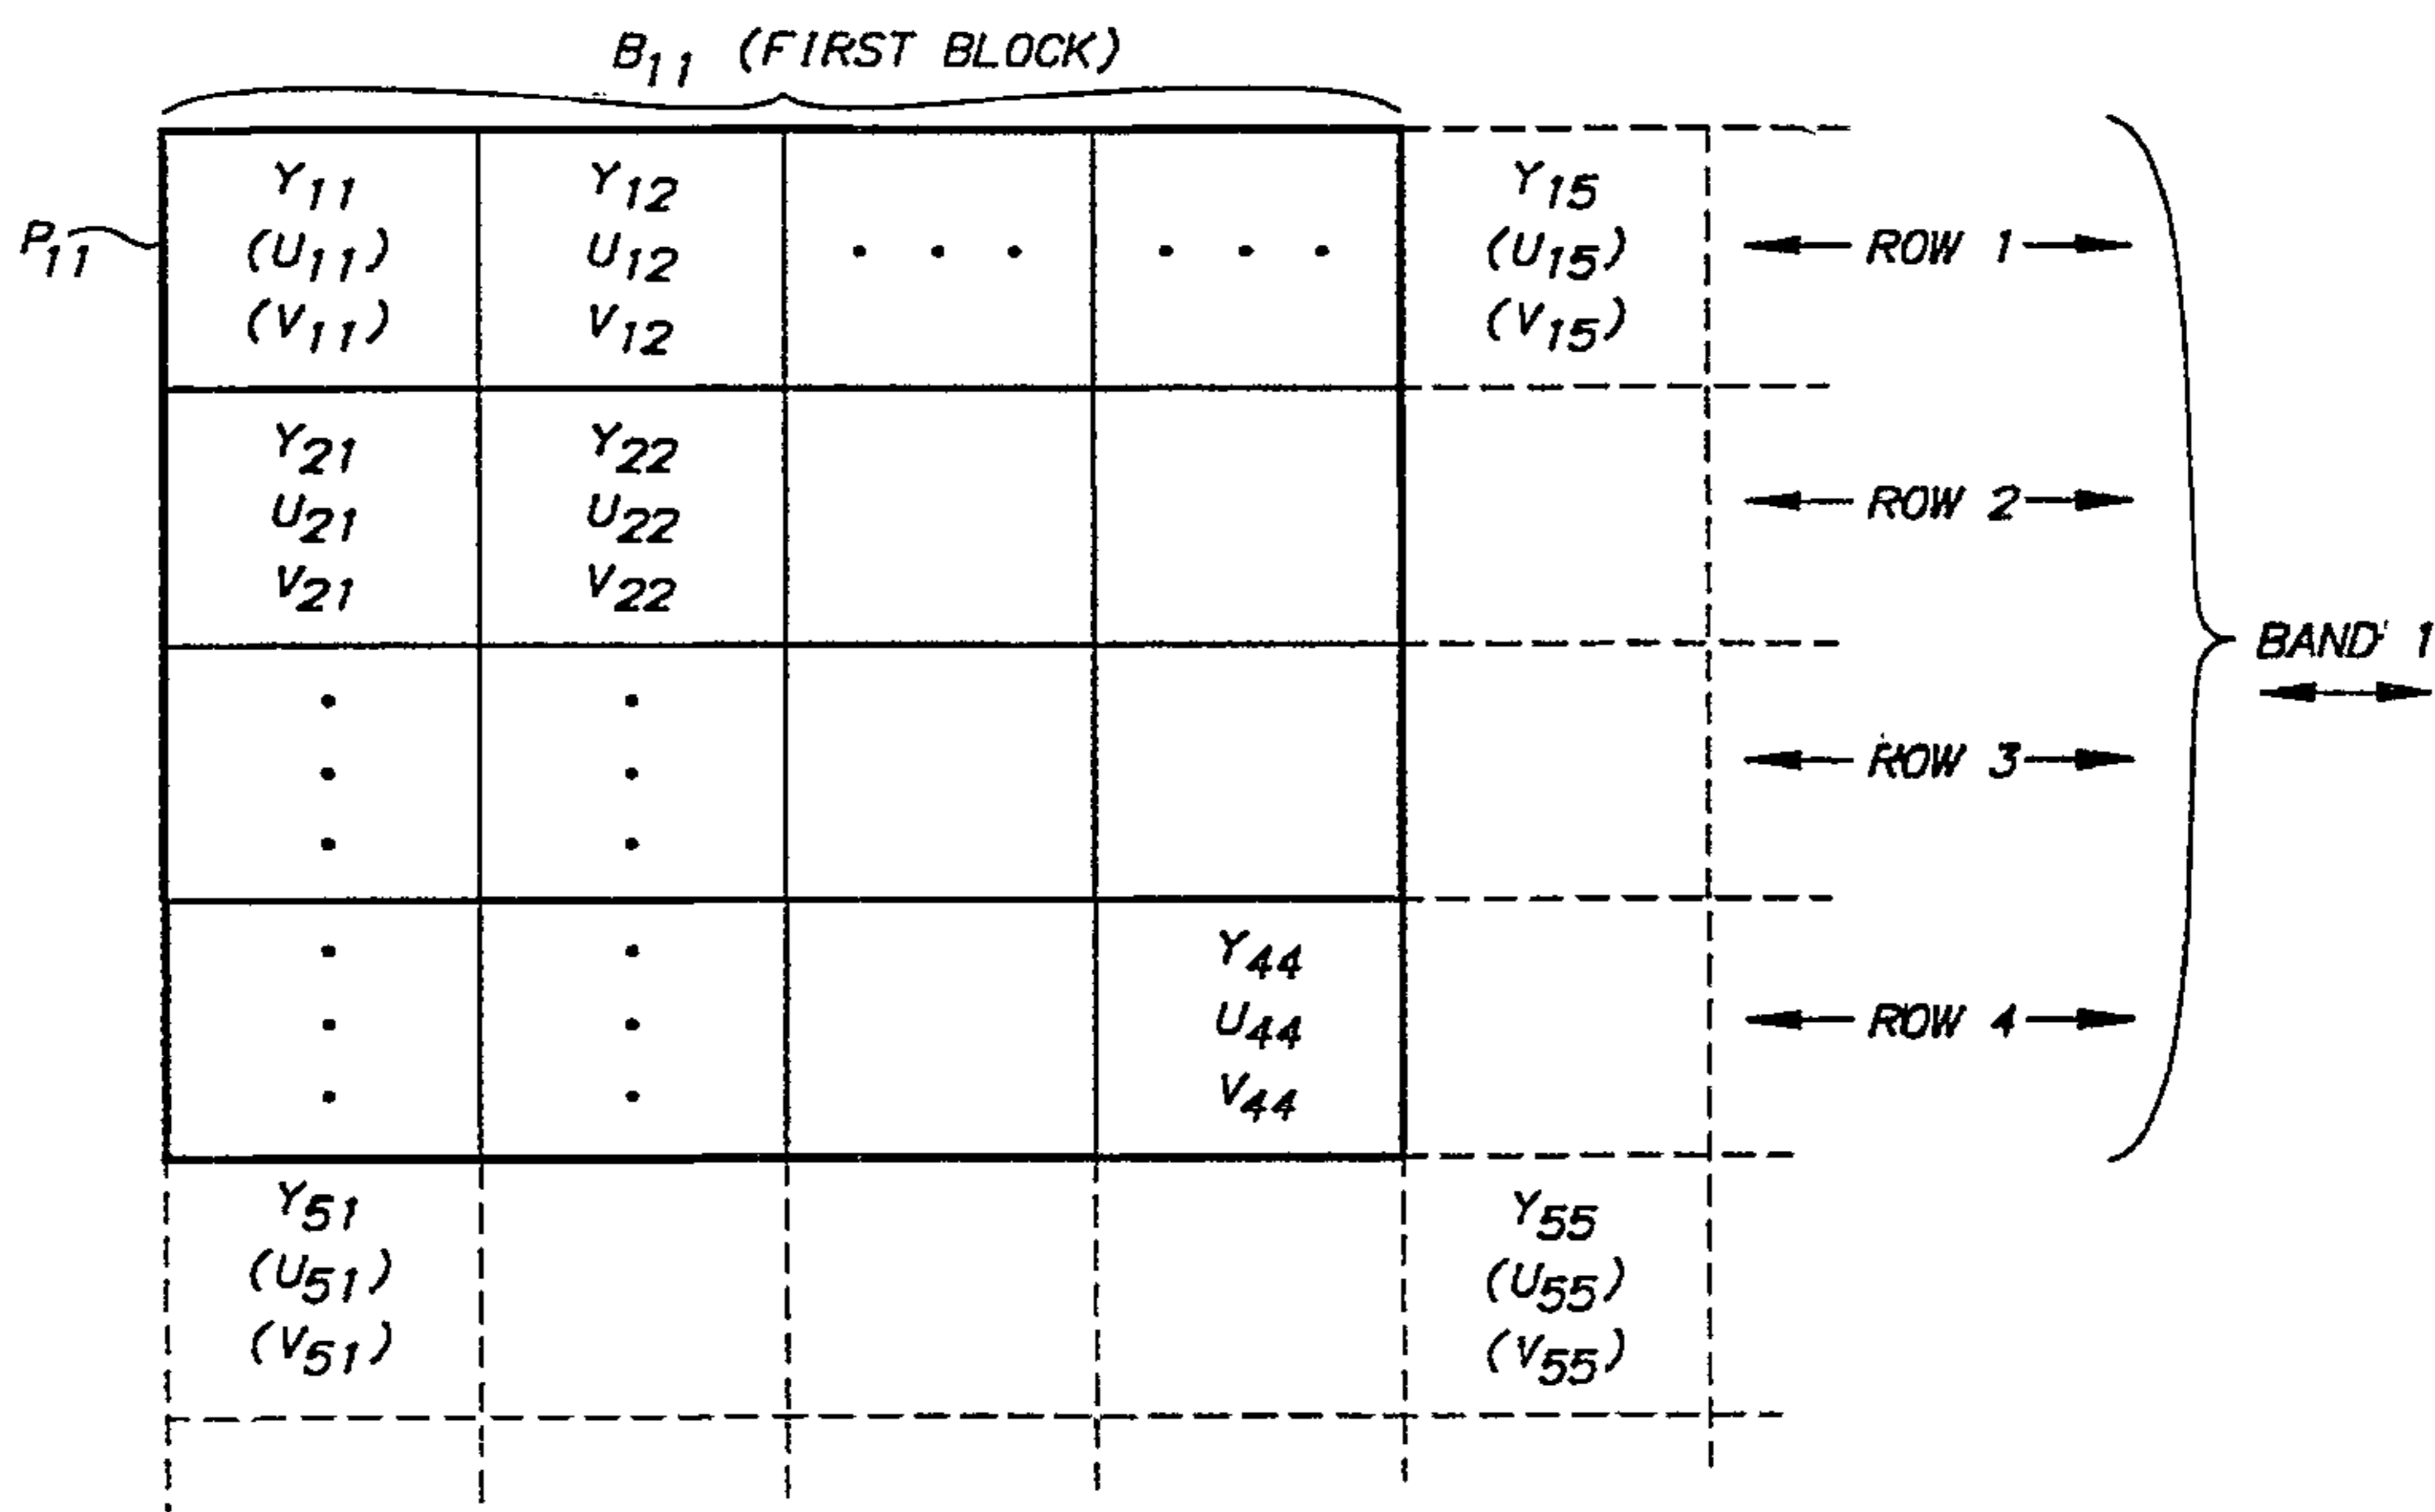 B11 (FIRST BLOCK)
P11
Y11
(U11)
(V11)
Y12
U12
V12
. . .
. . .
Y15
(U15)
(V15)
ROW 1
Y21
U21
V21
Y22
U22
V22
ROW 2
BAND 1
ROW 3
Y44
U44
V44
ROW 4
Y51
(U51)
(V51)
Y55
(U55)
(V55)